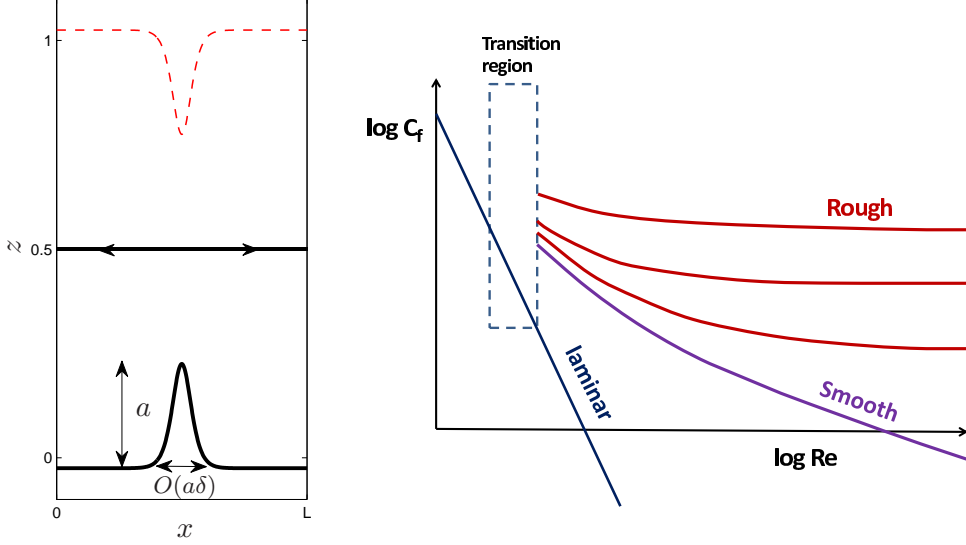 1
0.5
z
a
0
O(aδ)
0
L
x
Transition
region
log Cf
Rough
laminar
Smooth
log Re